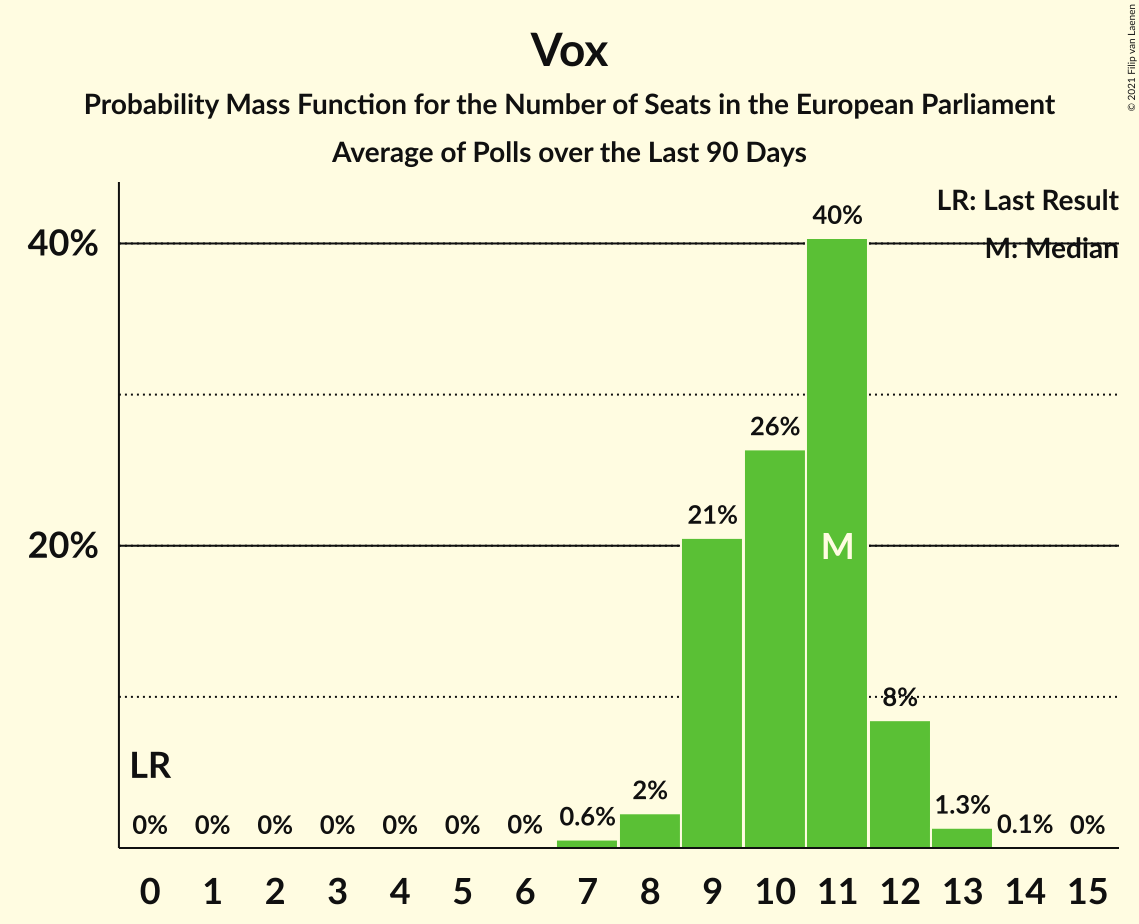 Vox
Probability Mass Function for the Number of Seats in the European Parliament
Average of Polls over the Last 90 Days
© 2021 Filip van Laenen
LR: Last Result
M: Median
40%
20%
40%
26%
21%
M
8%
LR
2%
1.3%
0.6%
0% 0% 0% 0% 0% 0% 0% 0.1% 0%
0 1 2 3 4 5 6 7 8 9 10 11 12 13 14 15